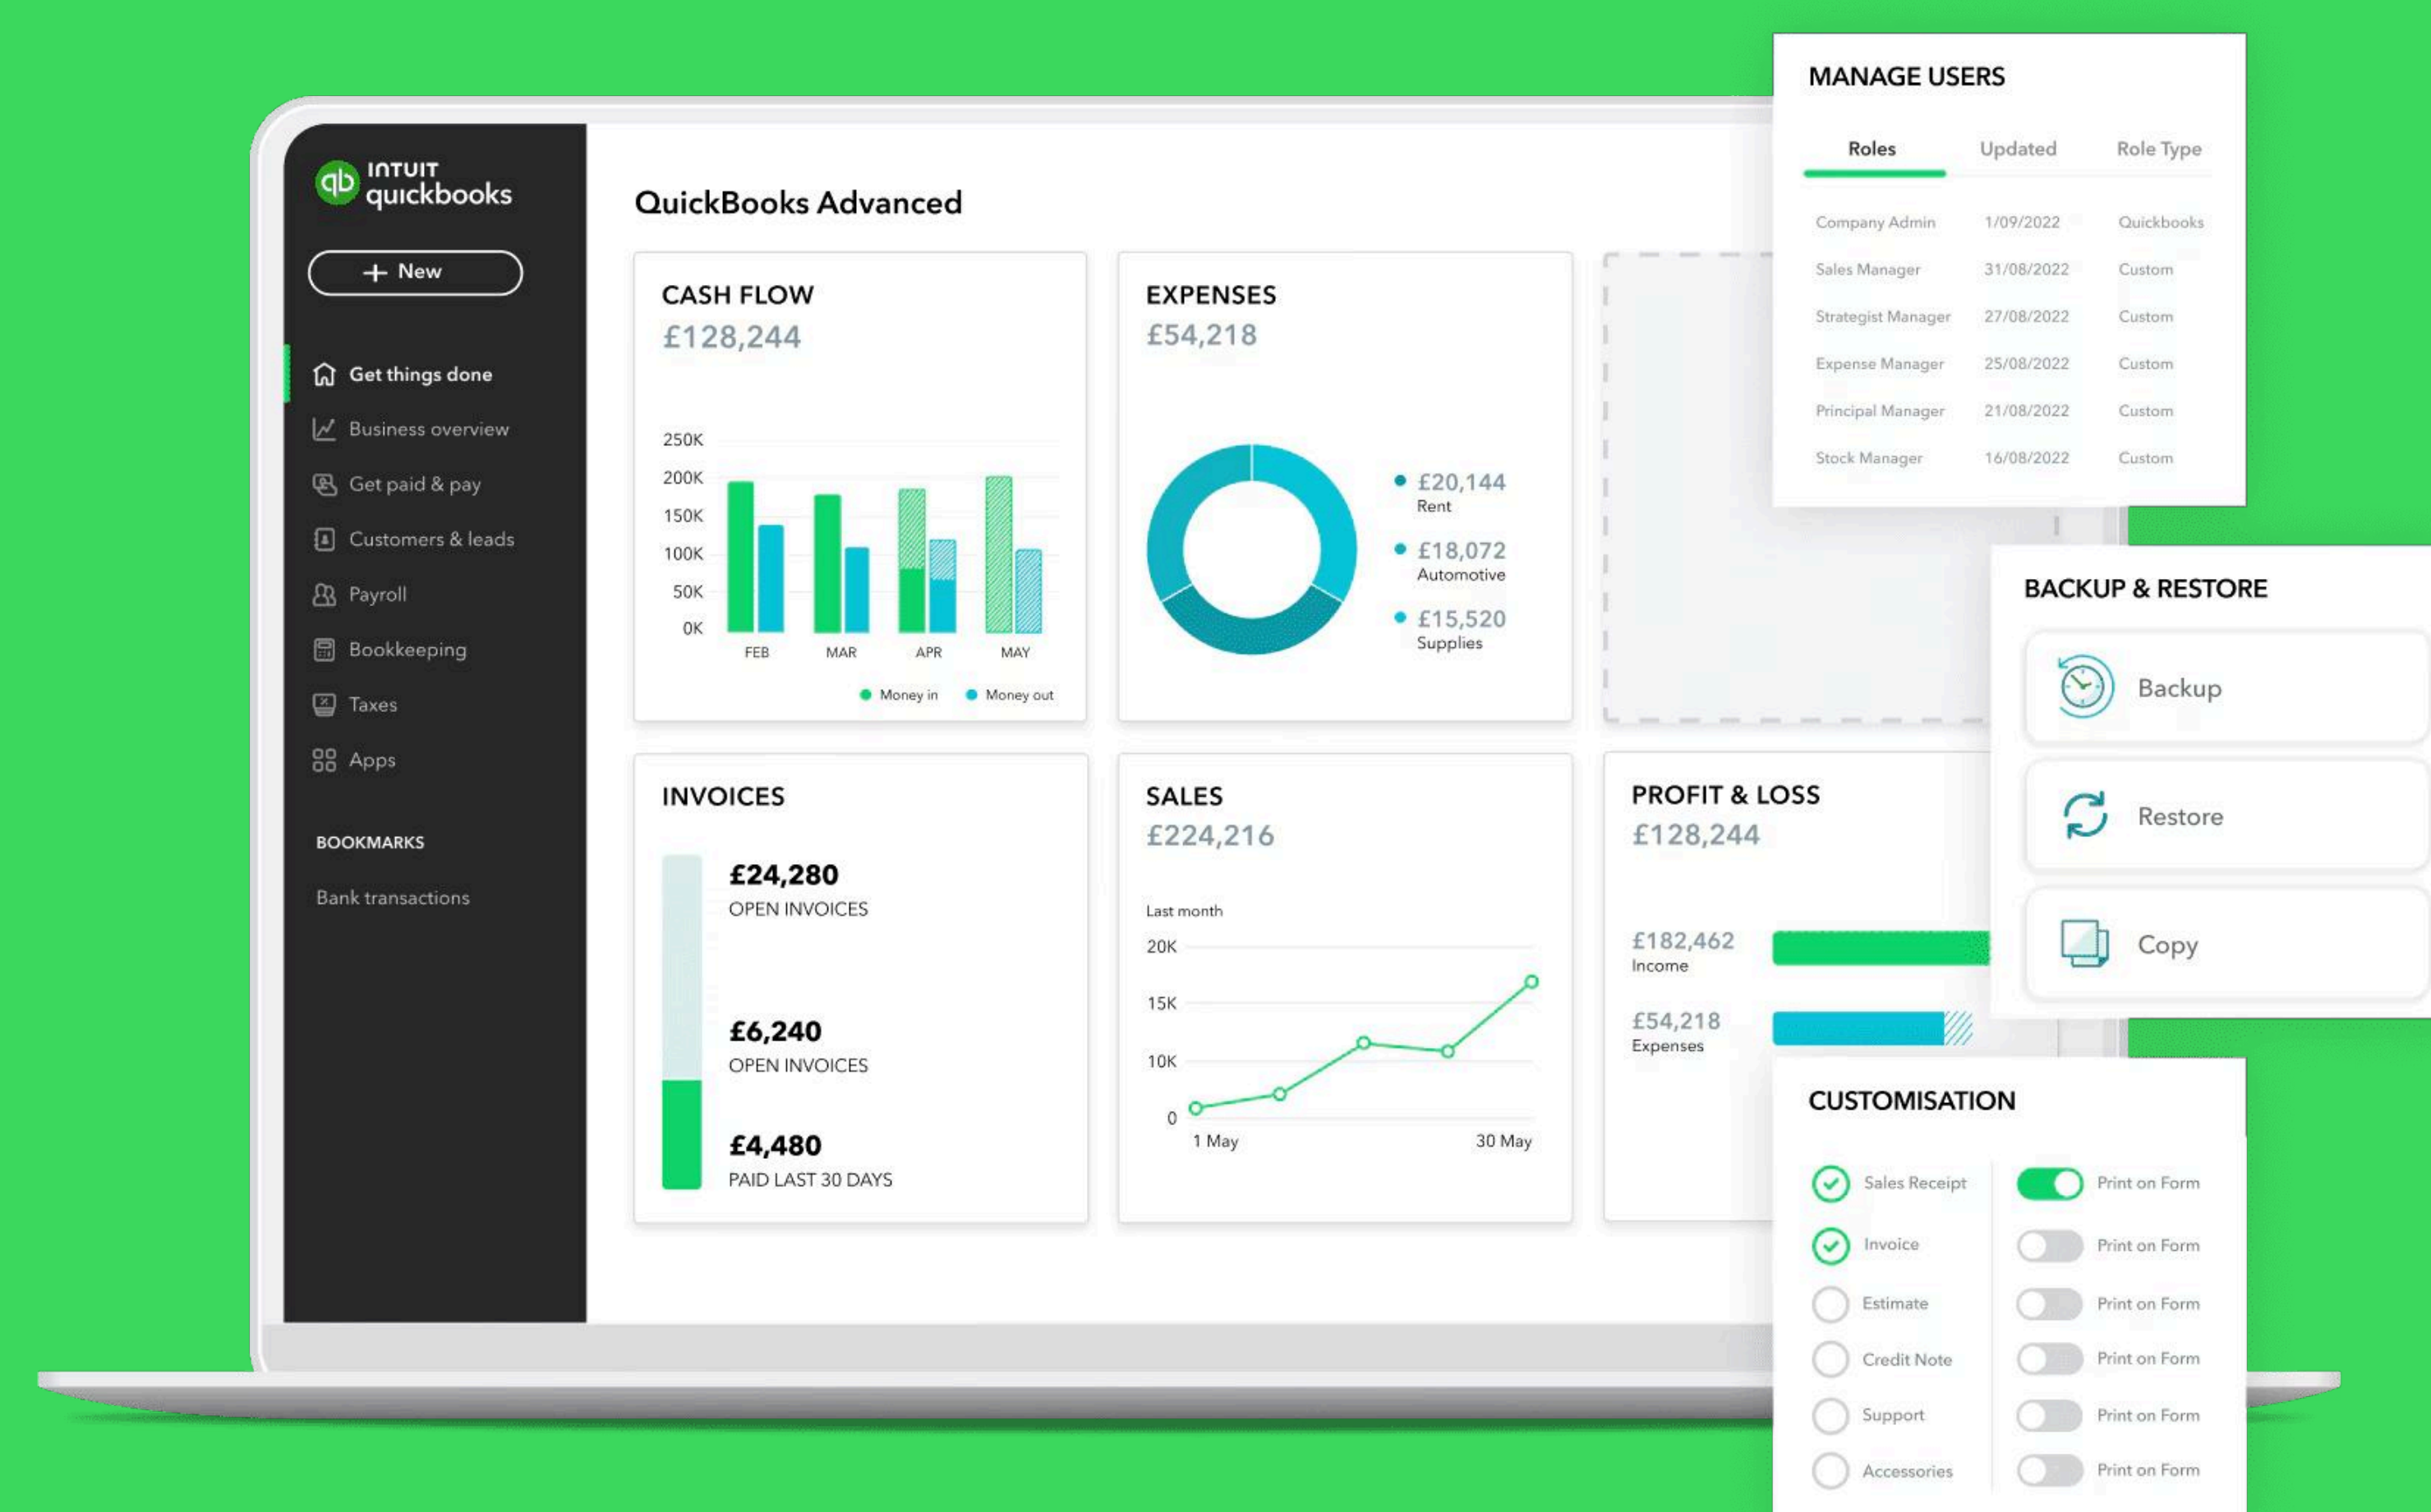 INTUIT
quickbooks
+ New
Get things done
Business overview
Get paid & pay
Customers & leads
Payroll
Bookkeeping
Taxes
Apps
BOOKMARKS
Bank transactions
QuickBooks Advanced
CASH FLOW
£128,244
250K
200K
150K
100K
50K
0K
FEB MAR APR MAY
Money in Money out
EXPENSES
£54,218
£20,144
Rent
£18,072
Automotive
£15,520
Supplies
INVOICES
£24,280
OPEN INVOICES
£6,240
OPEN INVOICES
£4,480
PAID LAST 30 DAYS
SALES
£224,216
Last month
20K
15K
10K
0
1 May 30 May
PROFIT & LOSS
£128,244
£182,462
Income
£54,218
Expenses
MANAGE USERS
Roles Updated Role Type
Company Admin 1/09/2022 Quickbooks
Sales Manager 31/08/2022 Custom
Strategist Manager 27/08/2022 Custom
Expense Manager 25/08/2022 Custom
Principal Manager 21/08/2022 Custom
Stock Manager 16/08/2022 Custom
BACKUP & RESTORE
Backup
Restore
Copy
CUSTOMISATION
Sales Receipt Print on Form
Invoice Print on Form
Estimate Print on Form
Credit Note Print on Form
Support Print on Form
Accessories Print on Form